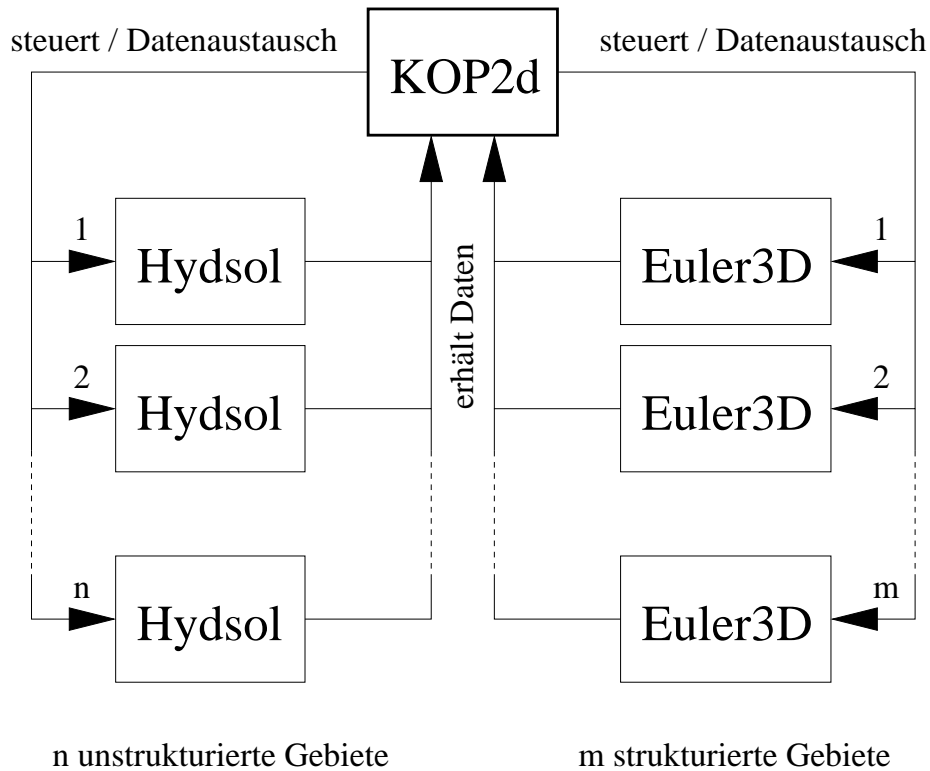 steuert / Datenaustausch
KOP2d
steuert / Datenaustausch
1
Hydsol
erhält Daten
Euler3D
1
2
Hydsol
Euler3D
2
n
Hydsol
Euler3D
m
n unstrukturierte Gebiete
m strukturierte Gebiete